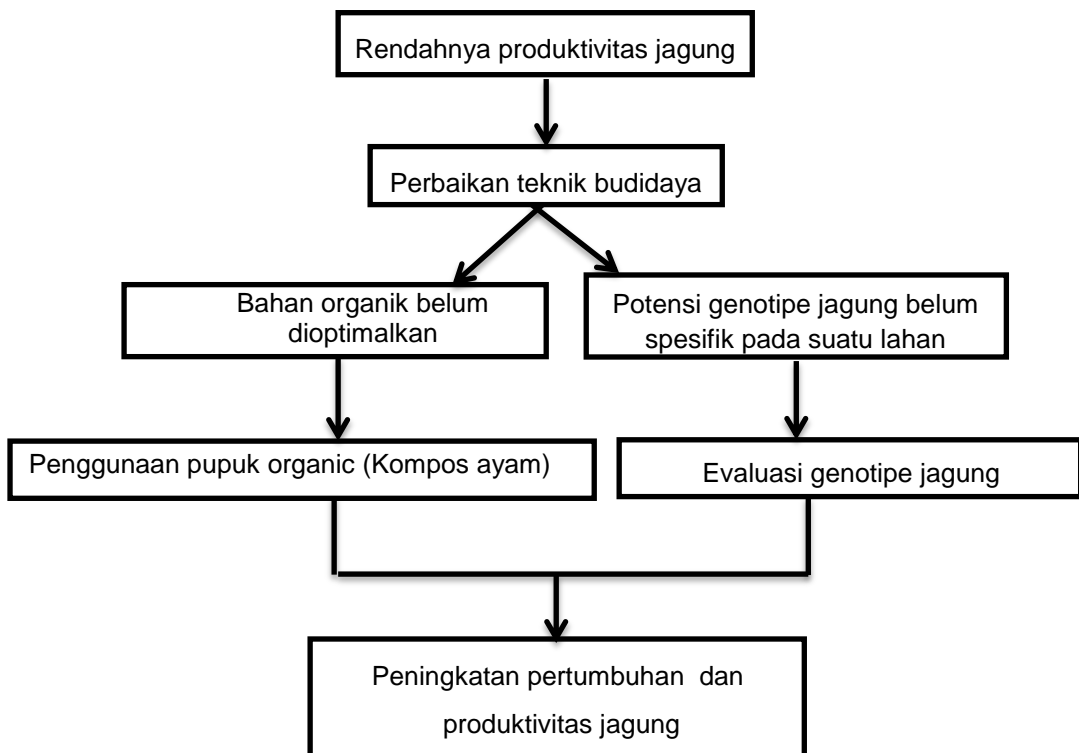 Rendahnya produktivitas jagung
Perbaikan teknik budidaya
Bahan organik belum
dioptimalkan
Potensi genotipe jagung belum
spesifik pada suatu lahan
Penggunaan pupuk organic (Kompos ayam)
Evaluasi genotipe jagung
Peningkatan pertumbuhan dan
produktivitas jagung